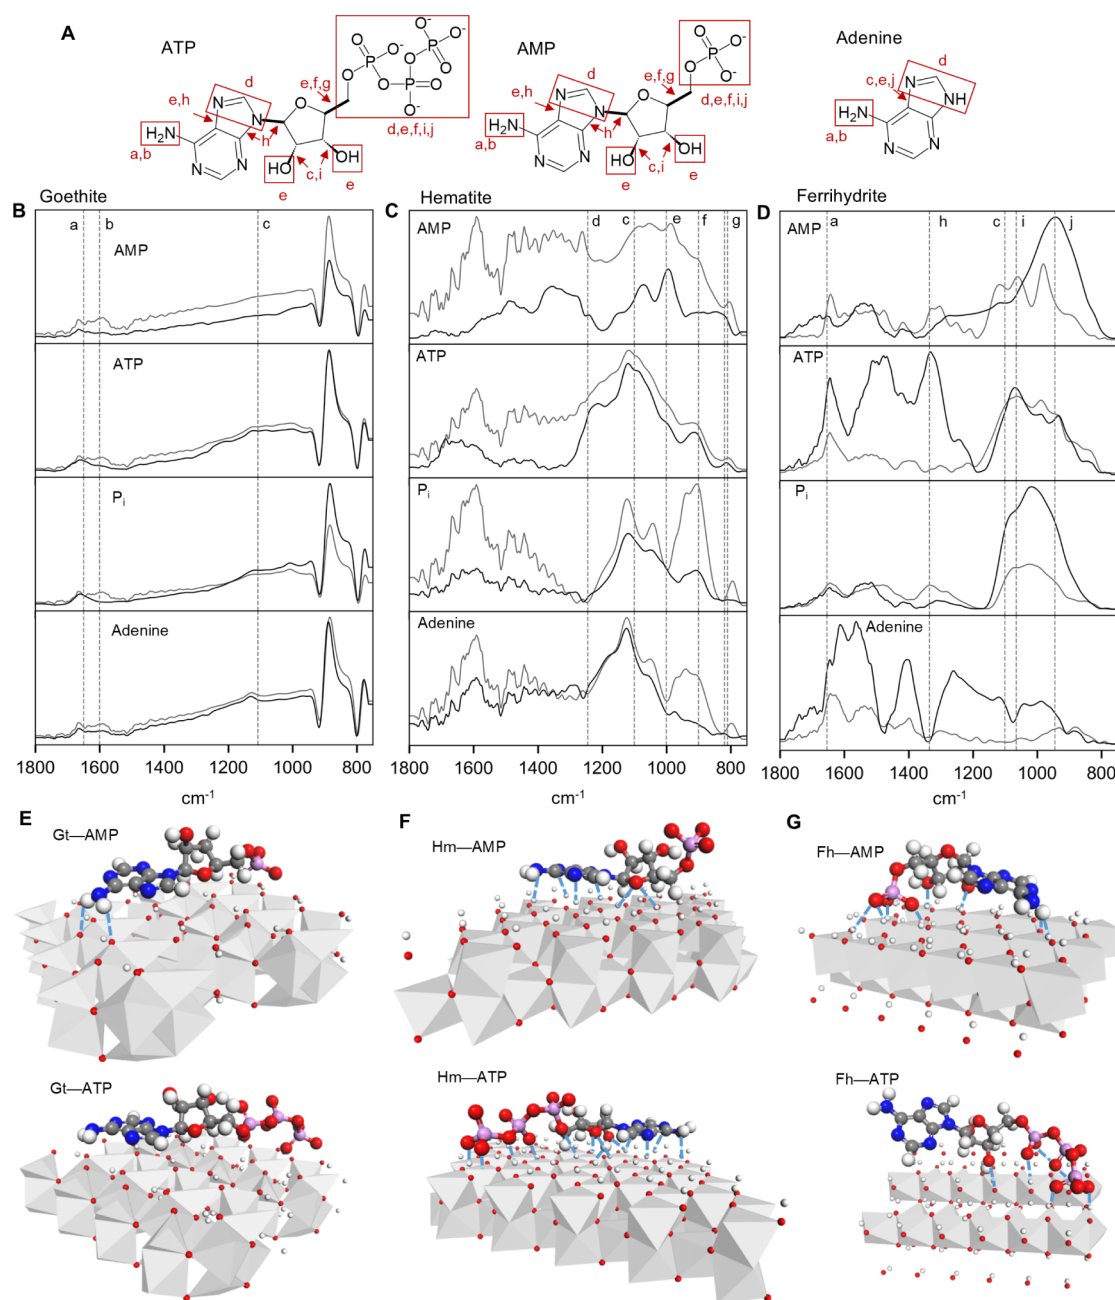 A
ATP
AMP
Adenine
O O⁻
P
O O⁻
P
O⁻ O O
P
O
O⁻
d,e,f,i,j
d
e,h
e,f,g
N
N
H₂N
a,b
N N
O
h
HO
OH
c,i
e
e
O O⁻
P
O⁻
O
d,e,f,i,j
d
e,h
e,f,g
N
N
H₂N
a,b
N N
O
h
HO
OH
c,i
e
e
d
c,e,j
N
NH
H₂N
a,b
N N
B Goethite
a b c
AMP
ATP
Pᵢ
Adenine
1800 1600 1400 1200 1000 800
cm⁻¹
C Hematite
d c e f g
AMP
ATP
Pᵢ
Adenine
1800 1600 1400 1200 1000 800
cm⁻¹
D Ferrihydrite
a h c i j
AMP
ATP
Pᵢ
Adenine
1800 1600 1400 1200 1000 800
cm⁻¹
E
Gt—AMP
Gt—ATP
F
Hm—AMP
Hm—ATP
G
Fh—AMP
Fh—ATP